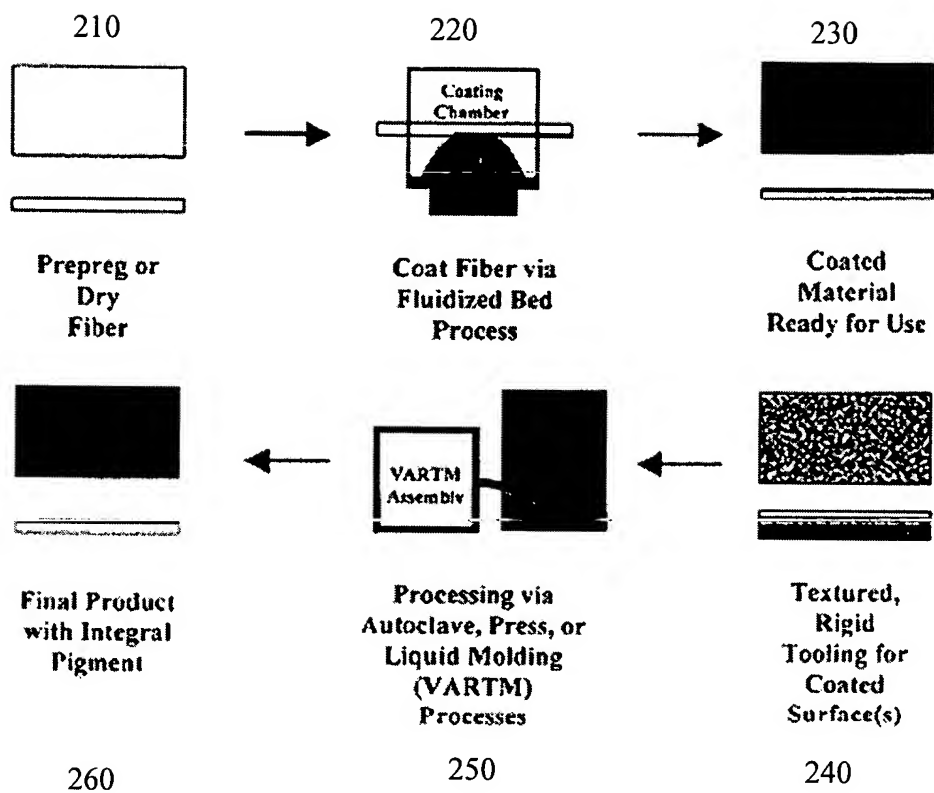 210
220
230
Coating
Chamber
Prepreg or
Dry
Fiber
Coat Fiber via
Fluidized Bed
Process
Coated
Material
Ready for Use
VARTM
Assembly
Final Product
with Integral
Pigment
Processing via
Autoclave, Press, or
Liquid Molding
(VARTM)
Processes
Textured,
Rigid
Tooling for
Coated
Surface(s)
260
250
240